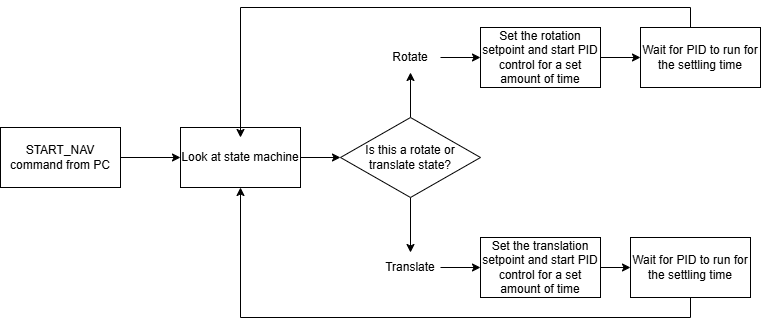 START_NAV
command from PC
Look at state machine
Is this a rotate or
translate state?
Rotate
Set the rotation
setpoint and start PID
control for a set
amount of time
Wait for PID to run for
the settling time
Translate
Set the translation
setpoint and start PID
control for a set
amount of time
Wait for PID to run for
the settling time